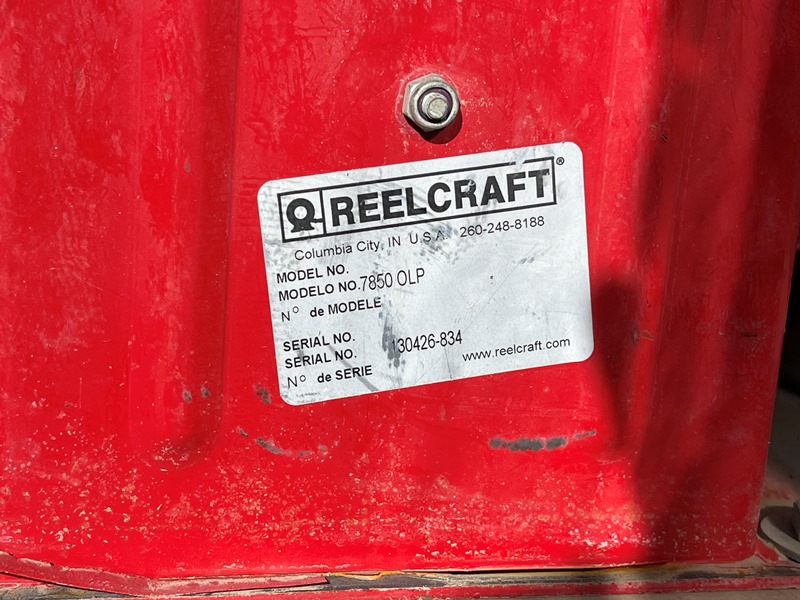 REELCRAFT®
Columbia City, IN U.S.A. 260-248-8188
MODEL NO.
MODELO NO. 7850 OLP
N° de MODELE
SERIAL NO.
SERIAL NO. 130426-834
N° de SERIE
www.reelcraft.com